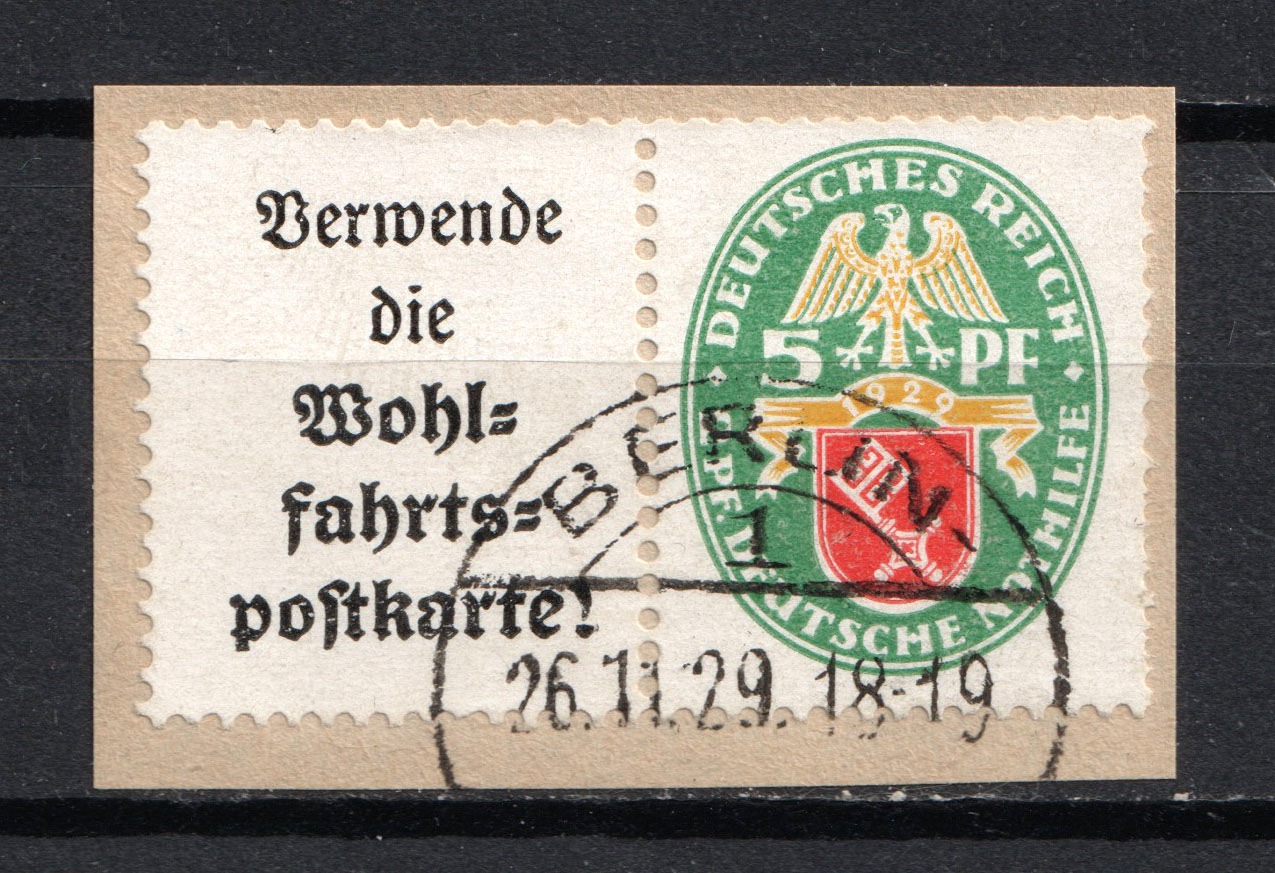 Verwende
die
Wohl-
fahrts-
postkarte!
DEUTSCHES REICH
5 PF
1929
PF. DEUTSCHE NOTHILFE
BERLIN.
1
26.11.29. 18-19